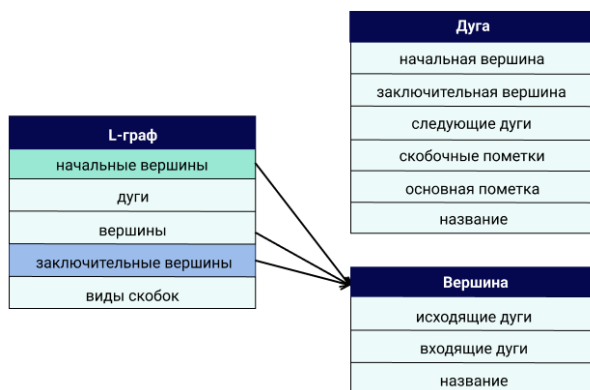 Дуга
начальная вершина
заключительная вершина
следующие дуги
скобочные пометки
основная пометка
название
L-граф
начальные вершины
дуги
вершины
заключительные вершины
виды скобок
Вершина
исходящие дуги
входящие дуги
название